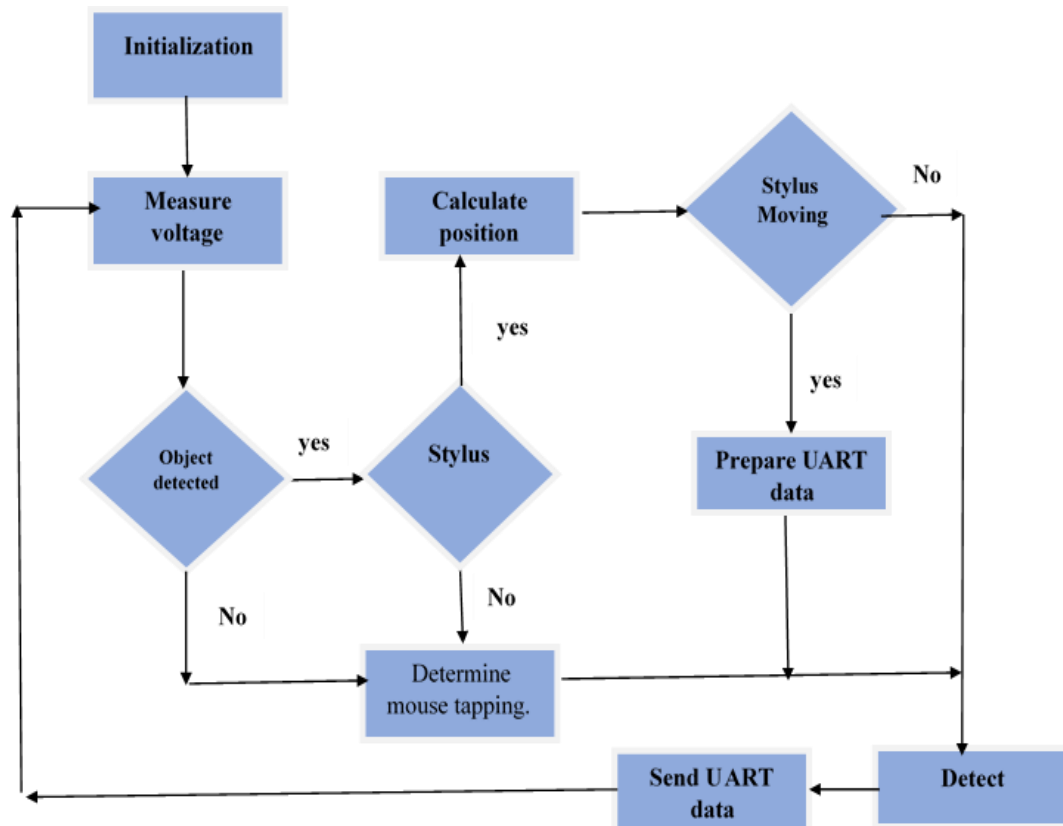 Initialization
Measure
voltage
Calculate
position
Stylus
Moving
No
yes
yes
Object
detected
yes
Stylus
Prepare UART
data
No
No
Determine
mouse tapping.
Send UART
data
Detect